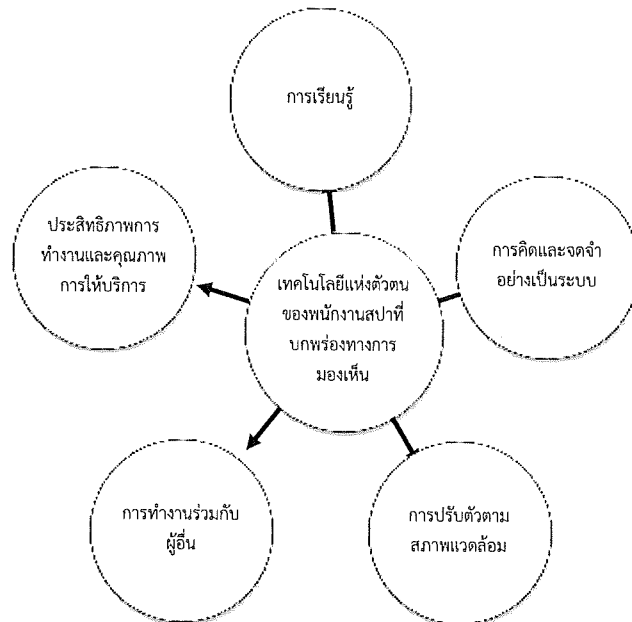 การเรียนรู้
ประสิทธิภาพการ
ทำงานและคุณภาพ
การให้บริการ
การคิดและจดจำ
อย่างเป็นระบบ
เทคโนโลยีแห่งตัวตน
ของพนักงานสปาที่
บกพร่องทางการ
มองเห็น
การทำงานร่วมกับ
ผู้อื่น
การปรับตัวตาม
สภาพแวดล้อม